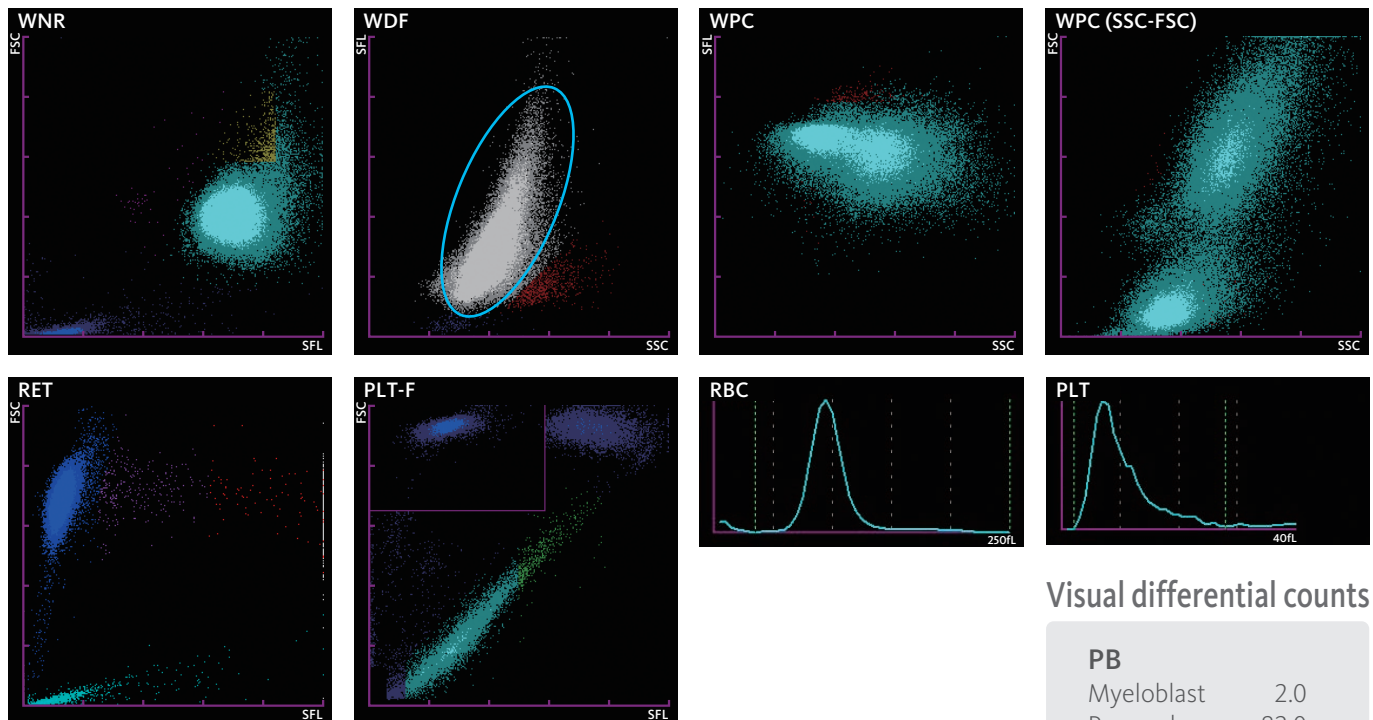 WNR
FSC
SFL
WDF
SFL
SSC
WPC
SFL
SSC
WPC (SSC-FSC)
FSC
SSC
RET
FSC
SFL
PLT-F
FSC
SFL
RBC
250fL
PLT
40fL
Visual differential counts
PB
Myeloblast 2.0